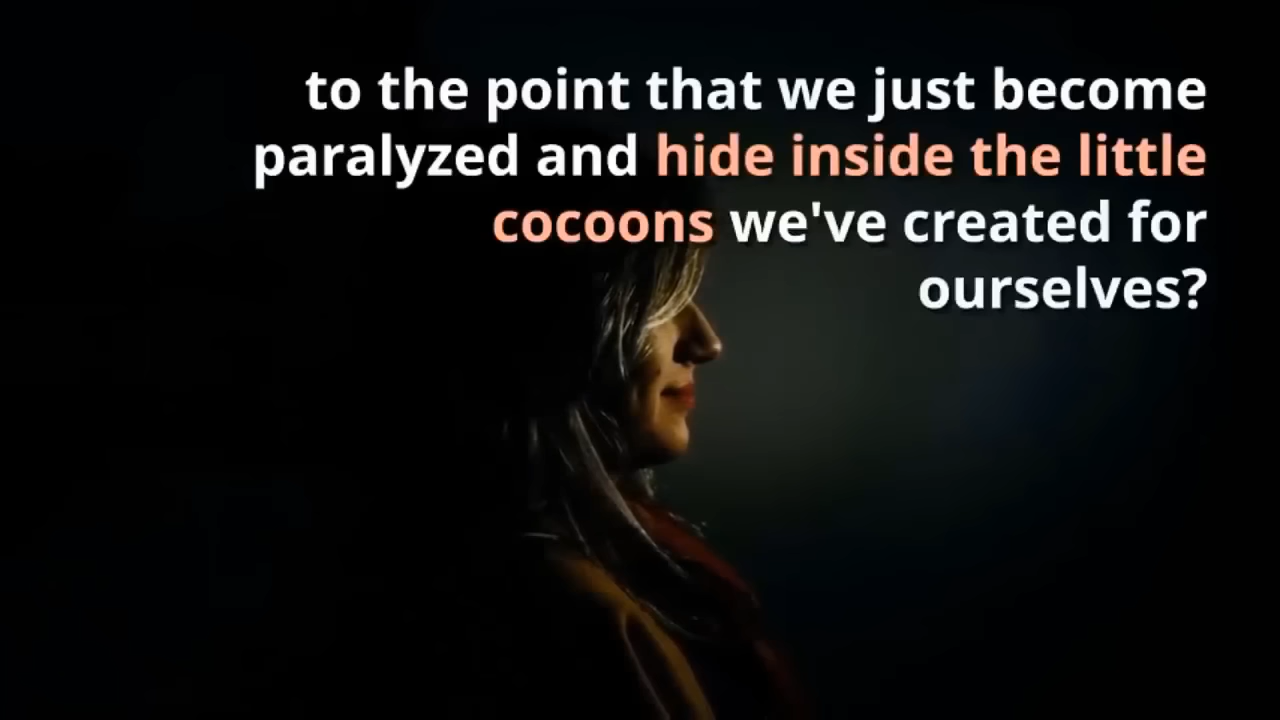 to the point that we just become
paralyzed and hide inside the little
cocoons we've created for
ourselves?